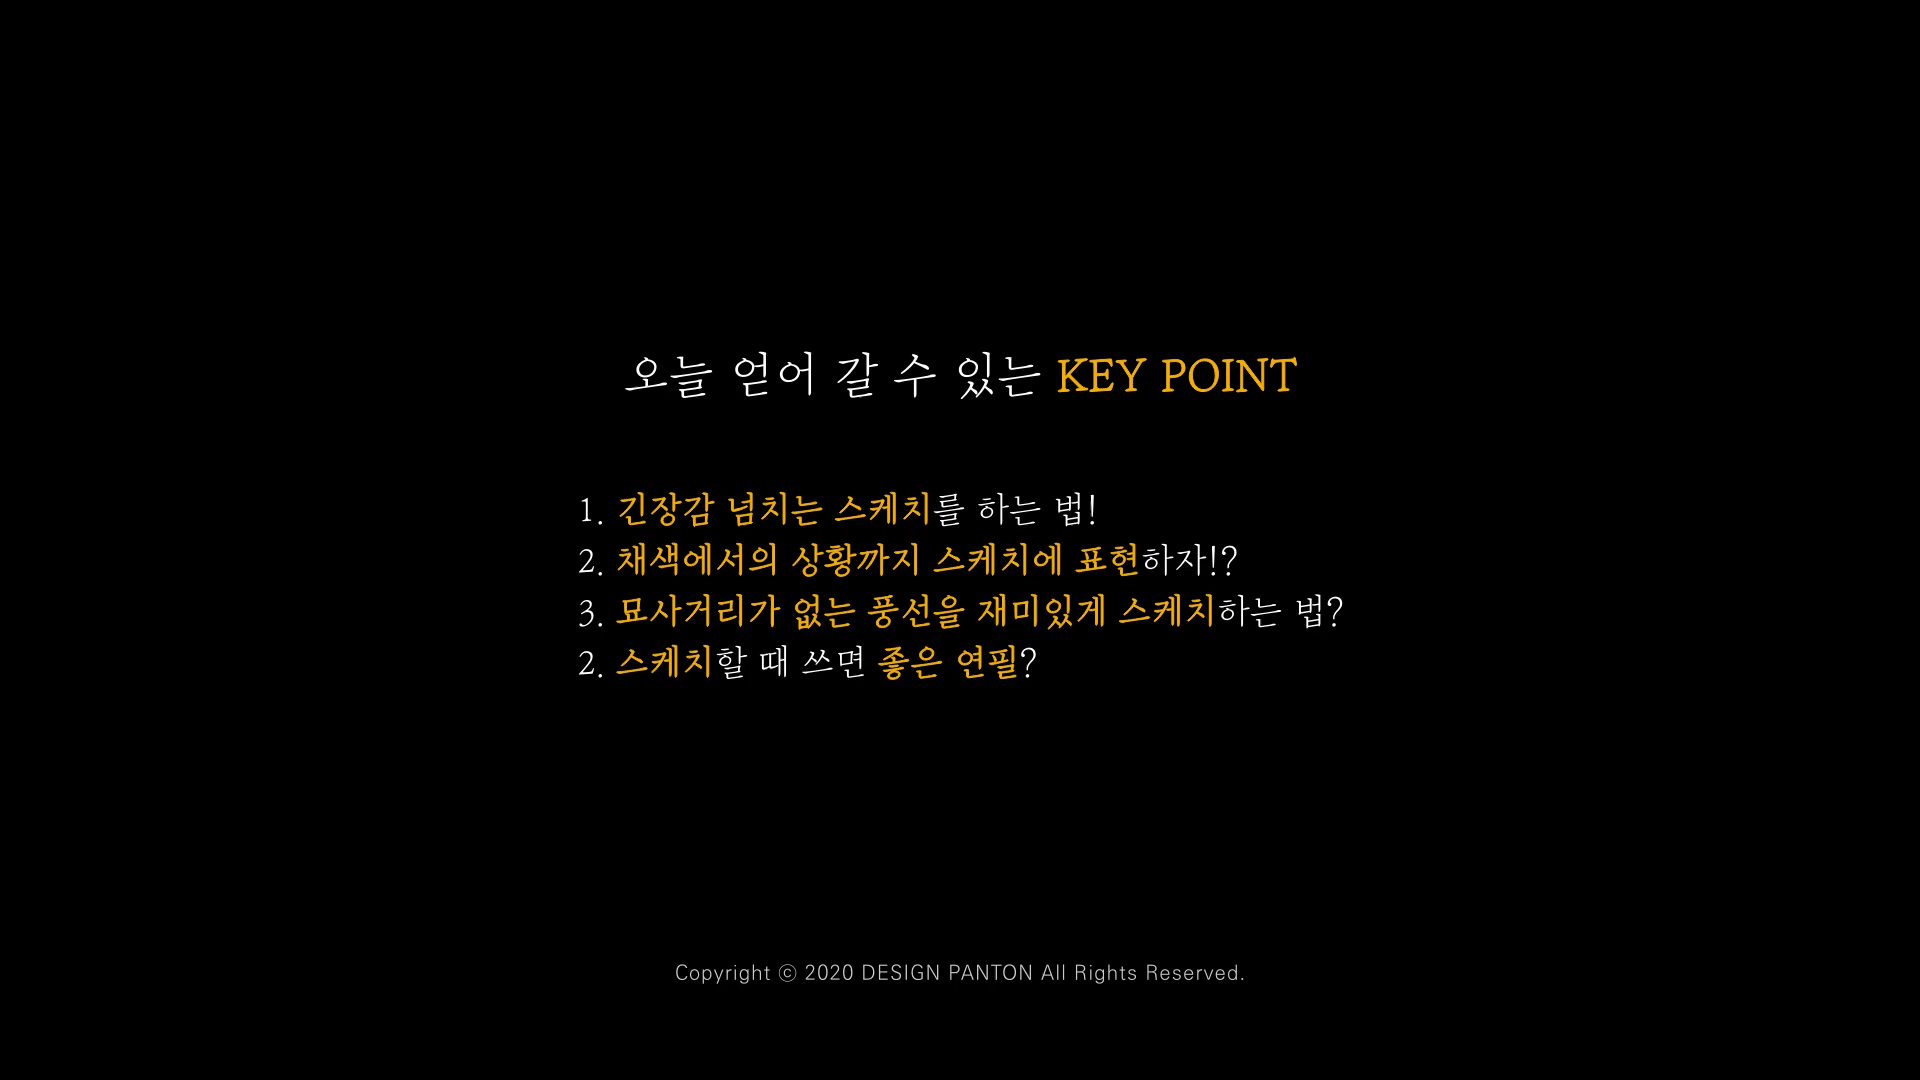 오늘 얻어 갈 수 있는 KEY POINT
1. 긴장감 넘치는 스케치를 하는 법!
2. 채색에서의 상황까지 스케치에 표현하자!?
3. 묘사거리가 없는 풍선을 재미있게 스케치하는 법?
2. 스케치할 때 쓰면 좋은 연필?
Copyright ⓒ 2020 DESIGN PANTON All Rights Reserved.